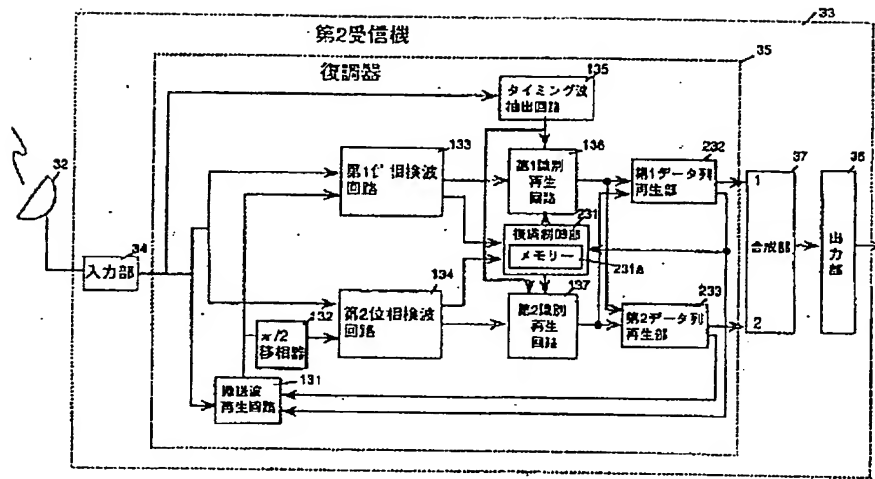 33
第2受信機
35
復調器
135
タイミング波
抽出回路
32
133
第1位相検波
回路
136
第1識別
再生
回路
232
第1データ列
再生部
37
1
合成部
2
36
出力部
34
入力部
231
復調制御部
メモリー
231a
134
第2位相検波
回路
132
π/2
移相器
137
第2識別
再生
回路
233
第2データ列
再生部
131
搬送波
再生回路